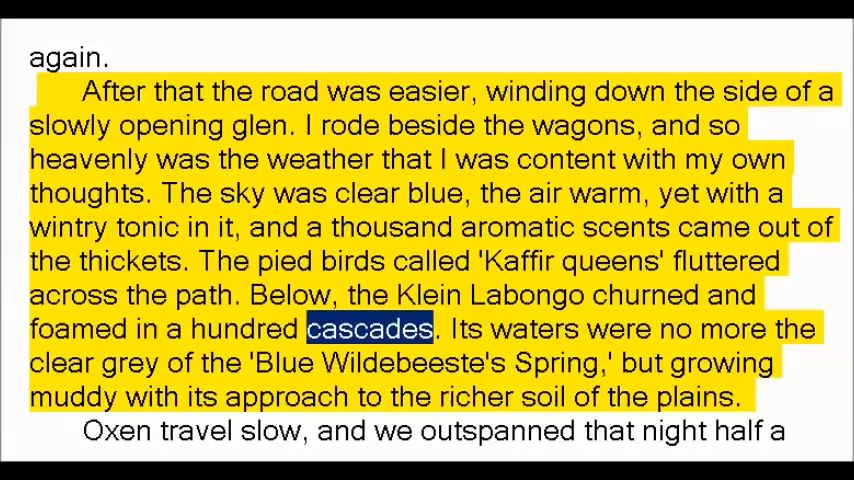 again.
After that the road was easier, winding down the side of a
slowly opening glen. I rode beside the wagons, and so
heavenly was the weather that I was content with my own
thoughts. The sky was clear blue, the air warm, yet with a
wintry tonic in it, and a thousand aromatic scents came out of
the thickets. The pied birds called 'Kaffir queens' fluttered
across the path. Below, the Klein Labongo churned and
foamed in a hundred cascades. Its waters were no more the
clear grey of the 'Blue Wildebeeste's Spring,' but growing
muddy with its approach to the richer soil of the plains.
Oxen travel slow, and we outspanned that night half a